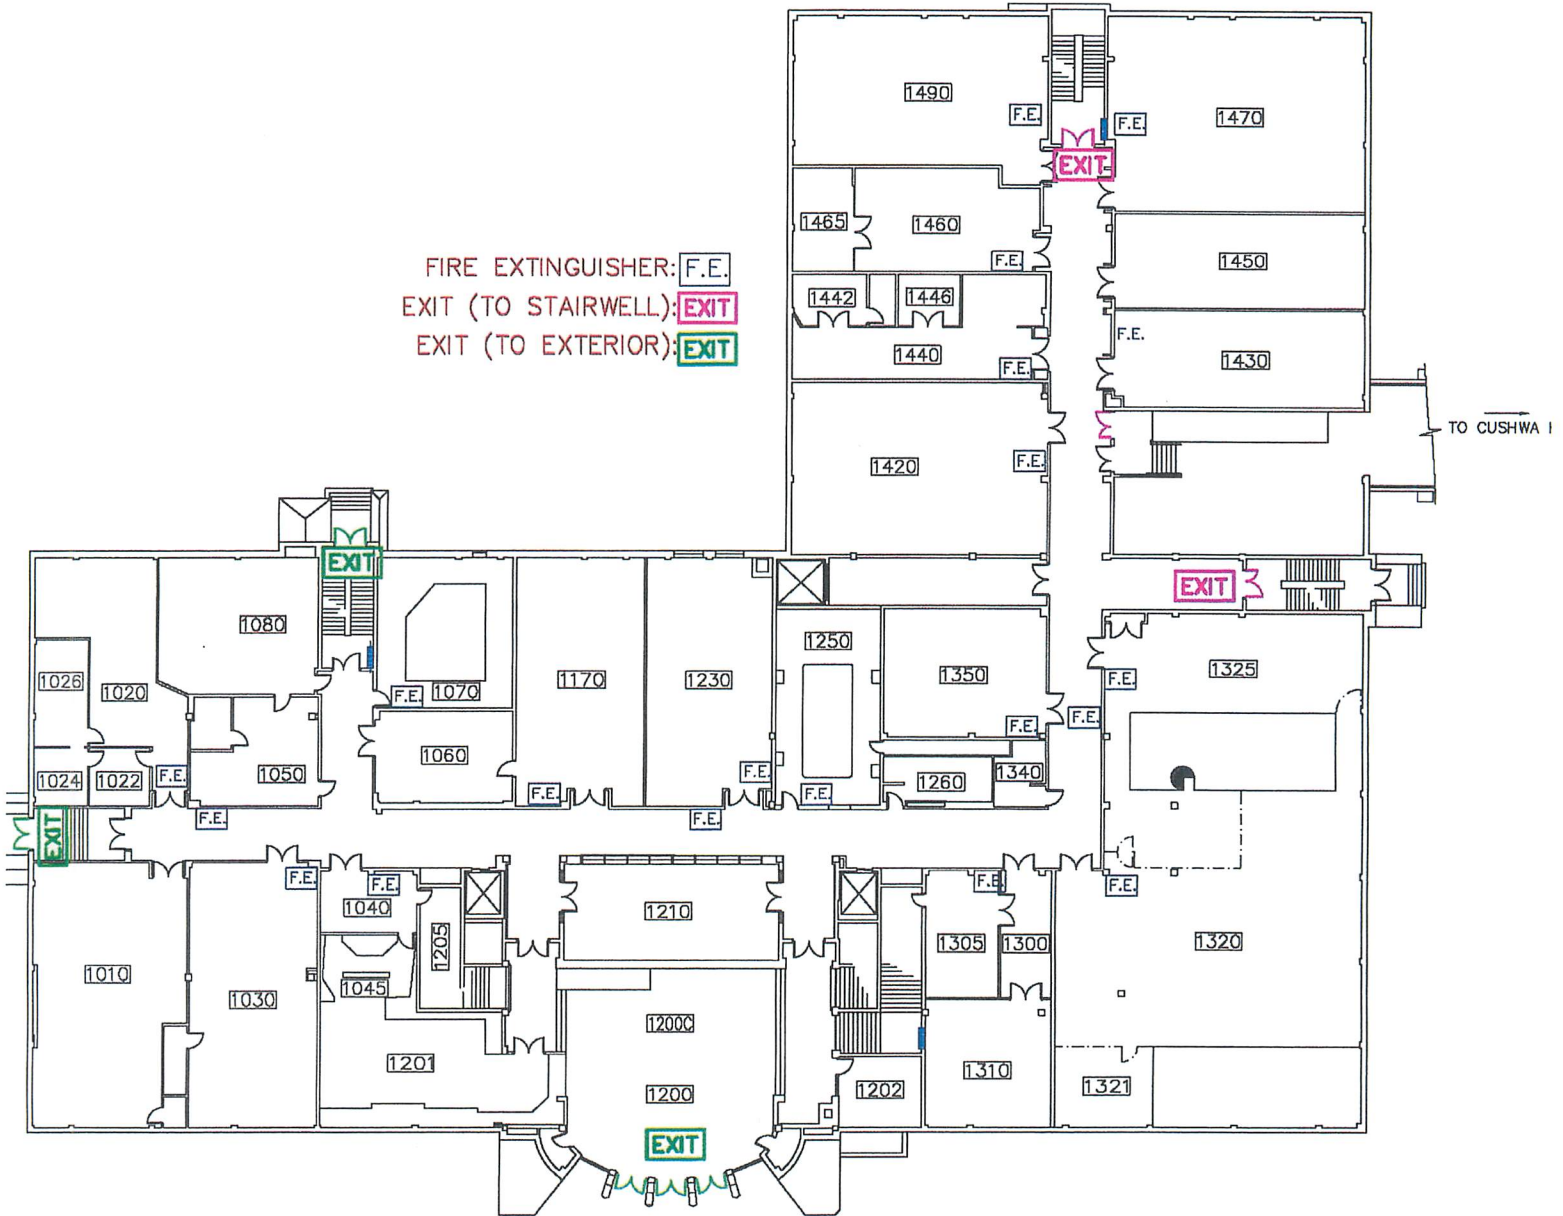 1490
F.E.
F.E.
1470
EXIT
1465
1460
F.E.
1450
FIRE EXTINGUISHER: F.E.
EXIT (TO STAIRWELL): EXIT
EXIT (TO EXTERIOR): EXIT
1442
1446
1440
F.E.
F.E.
1430
TO CUSHWA
1420
F.E.
EXIT
EXIT
1080
1026
1020
1070
F.E.
1170
1230
1250
1350
F.E.
F.E.
F.E.
1325
1024
1022
F.E.
1050
1060
F.E.
F.E.
F.E.
1260
1340
EXIT
F.E.
F.E.
F.E.
1040
F.E.
1205
1210
F.E.
1305
1300
F.E.
1320
1010
1030
1045
1200C
1201
1200
1202
1310
1321
EXIT